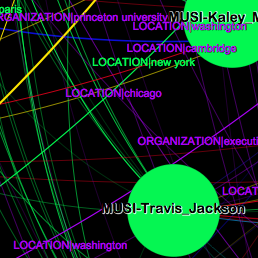 paris
ORGANIZATION|princeton university
MUSI-Kaley_M
LOCATION|washington
LOCATION|cambridge
LOCATION|new york
LOCATION|chicago
ORGANIZATION|executi
LOCAT
MUSI-Travis_Jackson
LOCATION|washington